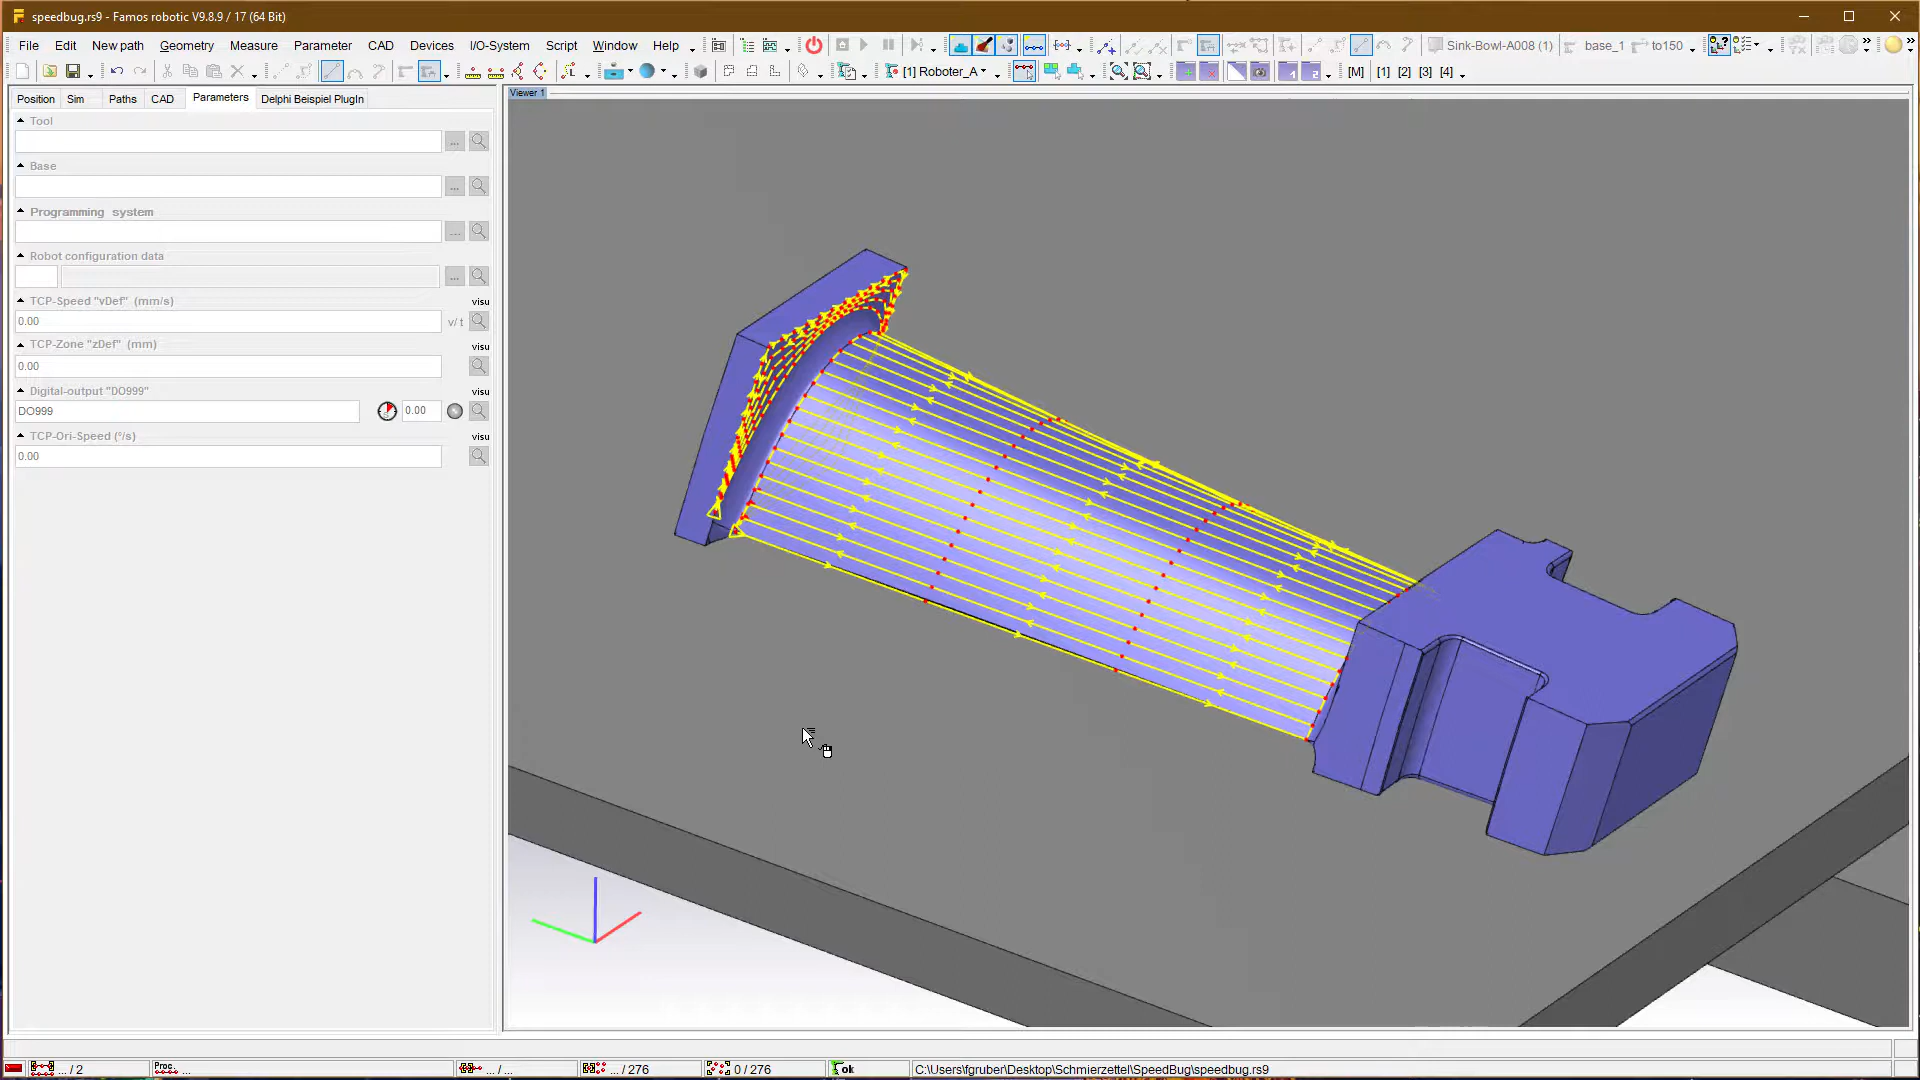 speedbug.rs9 - Famos robotic V9.8.9 / 17 (64 Bit)
File Edit New path Geometry Measure Parameter CAD Devices I/O-System Script Window Help
Sink-Bowl-A008 (1) base_1 to150
[1] Roboter_A
[M] [1] [2] [3] [4]
Position Sim Paths CAD Parameters Delphi Beispiel PlugIn
Viewer 1
Tool
...
Base
...
Programming system
...
Robot configuration data
...
TCP-Speed "vDef" (mm/s) visu
0.00 v/t
TCP-Zone "zDef" (mm) visu
0.00
Digital-output "DO999" visu
DO999 0.00
TCP-Ori-Speed (°/s) visu
0.00
... / 2 Proc. ... ... / ... ... / 276 0 / 276 ok C:\Users\fgruber\Desktop\Schmierzettel\SpeedBug\speedbug.rs9